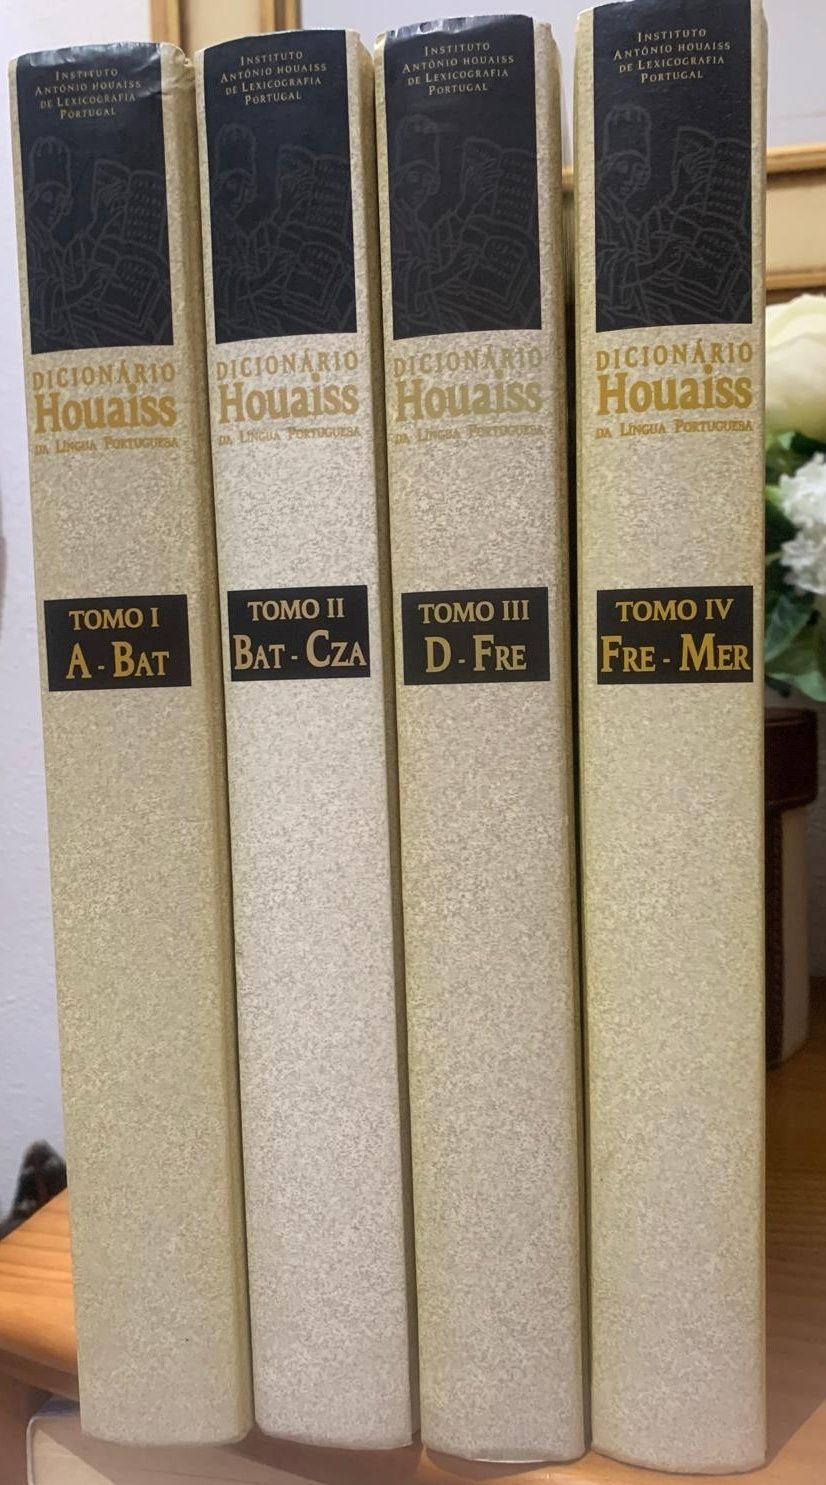 INSTITUTO
ANTÓNIO HOUAISS
DE LEXICOGRAFIA
PORTUGAL
DICIONÁRIO
Houaiss
DA LÍNGUA PORTUGUESA
TOMO I
A - BAT
INSTITUTO
ANTÓNIO HOUAISS
DE LEXICOGRAFIA
PORTUGAL
DICIONÁRIO
Houaiss
DA LÍNGUA PORTUGUESA
TOMO II
BAT - CZA
INSTITUTO
ANTÓNIO HOUAISS
DE LEXICOGRAFIA
PORTUGAL
DICIONÁRIO
Houaiss
DA LÍNGUA PORTUGUESA
TOMO III
D - FRE
INSTITUTO
ANTÓNIO HOUAISS
DE LEXICOGRAFIA
PORTUGAL
DICIONÁRIO
Houaiss
DA LÍNGUA PORTUGUESA
TOMO IV
FRE - MER